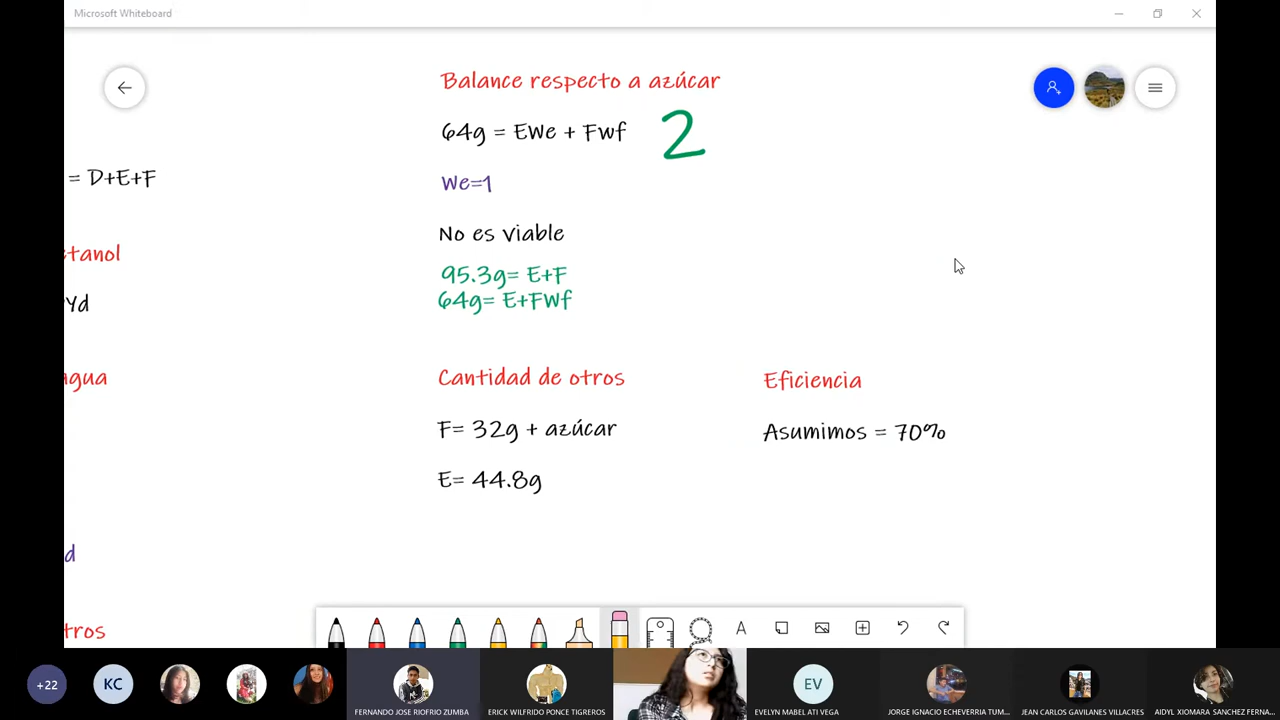 Microsoft Whiteboard
Balance respecto a azúcar
64g = EWe + Fwf
2
= D+E+F
We=1
No es viable
etanol
95.3g= E+F
Yd
64g= E+FWf
agua
Cantidad de otros
Eficiencia
F= 32g + azúcar
Asumimos = 70%
E= 44.8g
d
tros
A
+22
KC
EV
FERNANDO JOSE RIOFRIO ZUMBA
ERICK WILFRIDO PONCE TIGREROS
EVELYN MABEL ATI VEGA
JORGE IGNACIO ECHEVERRIA TUM...
JEAN CARLOS GAVILANES VILLACRES
AIDYL XIOMARA SANCHEZ FERNA...